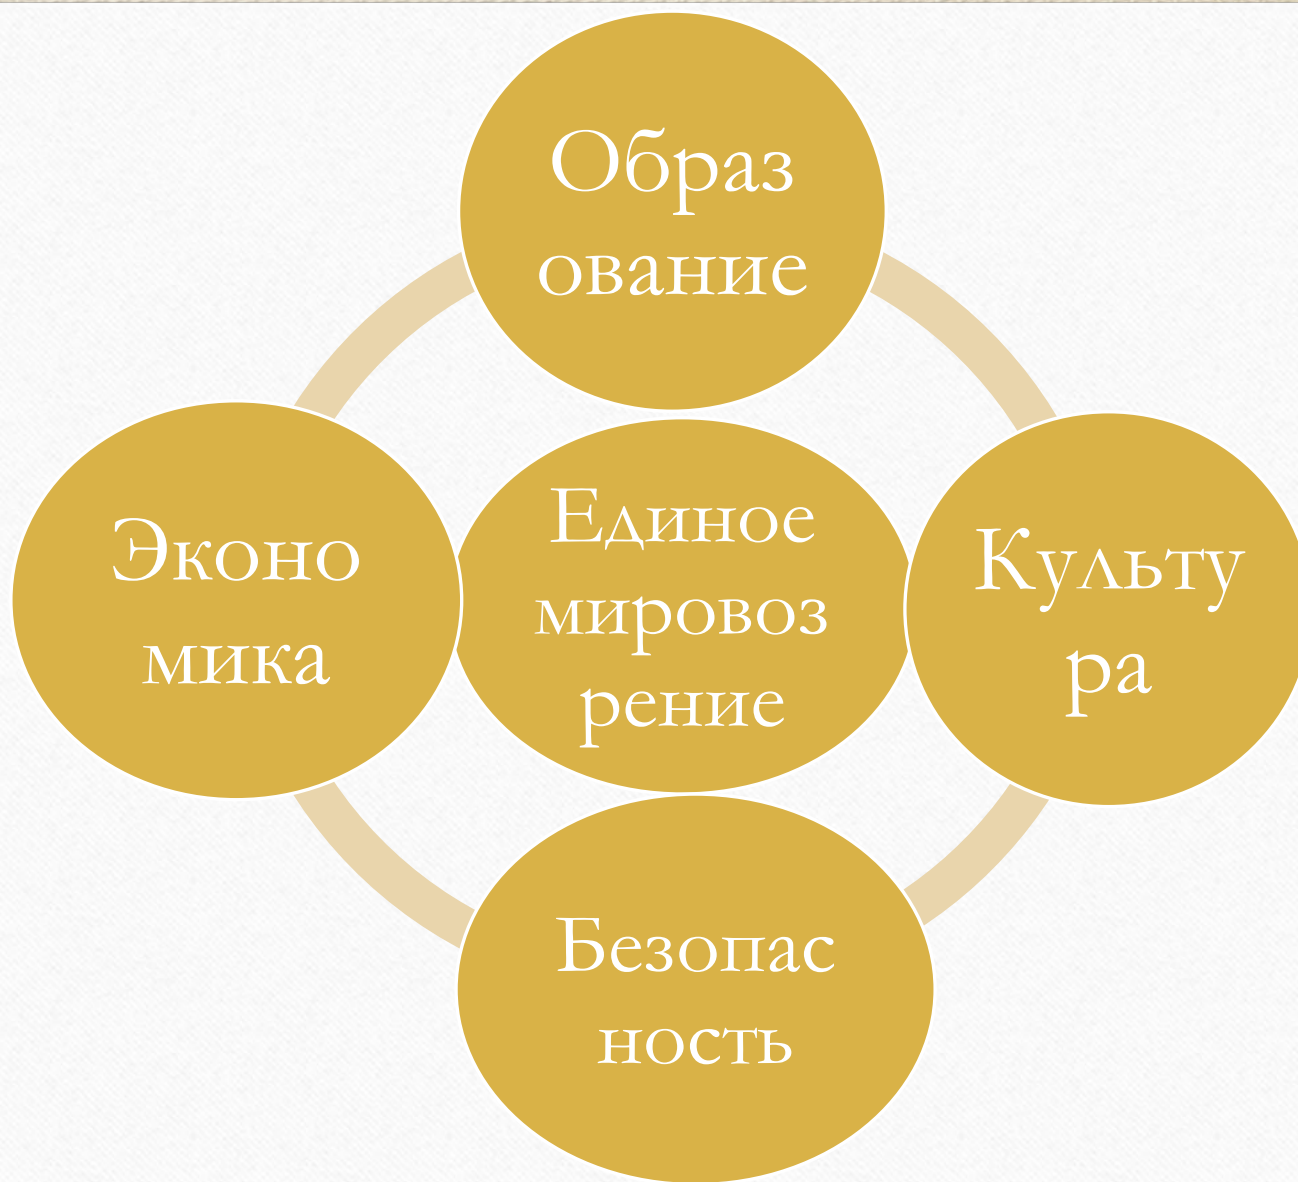 Образ
ование
Эконо
мика
Единое
мировоз
рение
Культу
ра
Безопас
ность